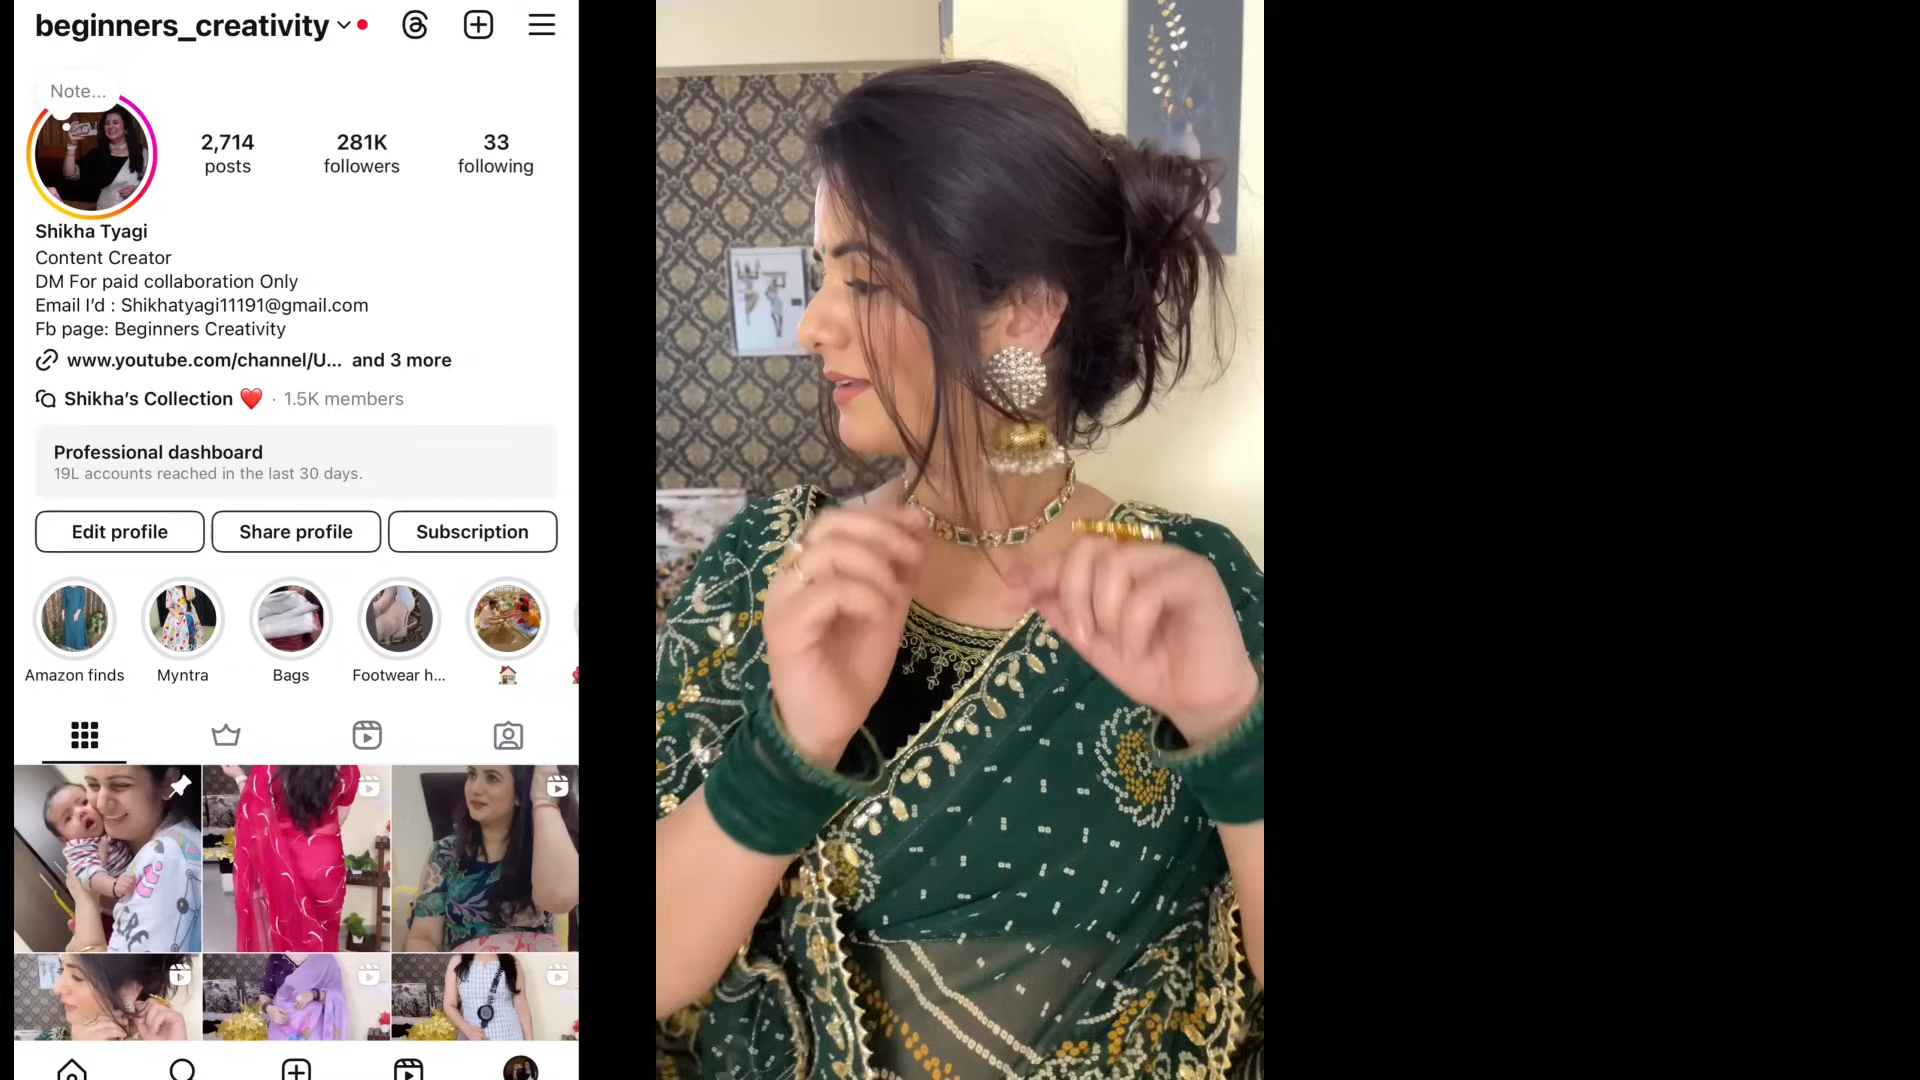 beginners_creativity
Note...
2,714 posts
281K followers
33 following
Shikha Tyagi
Content Creator
DM For paid collaboration Only
Email I'd : Shikhatyagi11191@gmail.com
Fb page: Beginners Creativity
www.youtube.com/channel/U... and 3 more
Shikha's Collection ❤️ · 1.5K members
Professional dashboard
19L accounts reached in the last 30 days.
Edit profile
Share profile
Subscription
Amazon finds
Myntra
Bags
Footwear h...